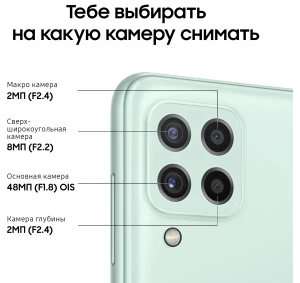 Тебе выбирать
на какую камеру снимать
Макро камера
2МП (F2.4)
Сверх-
широкоугольная
камера
8МП (F2.2)
Основная камера
48МП (F1.8) OIS
Камера глубины
2МП (F2.4)